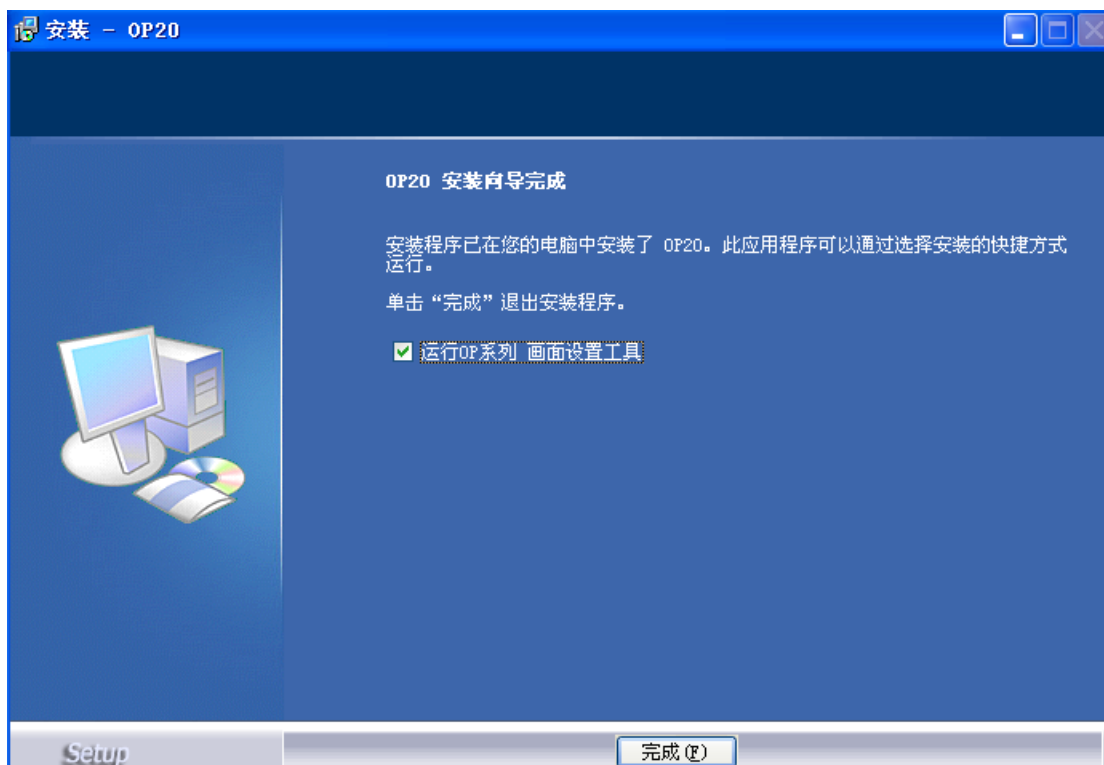 安装 - OP20
OP20 安装向导完成
安装程序已在您的电脑中安装了 OP20。此应用程序可以通过选择安装的快捷方式
运行。
单击“完成”退出安装程序。
运行OP系列 画面设置工具
Setup
完成(F)